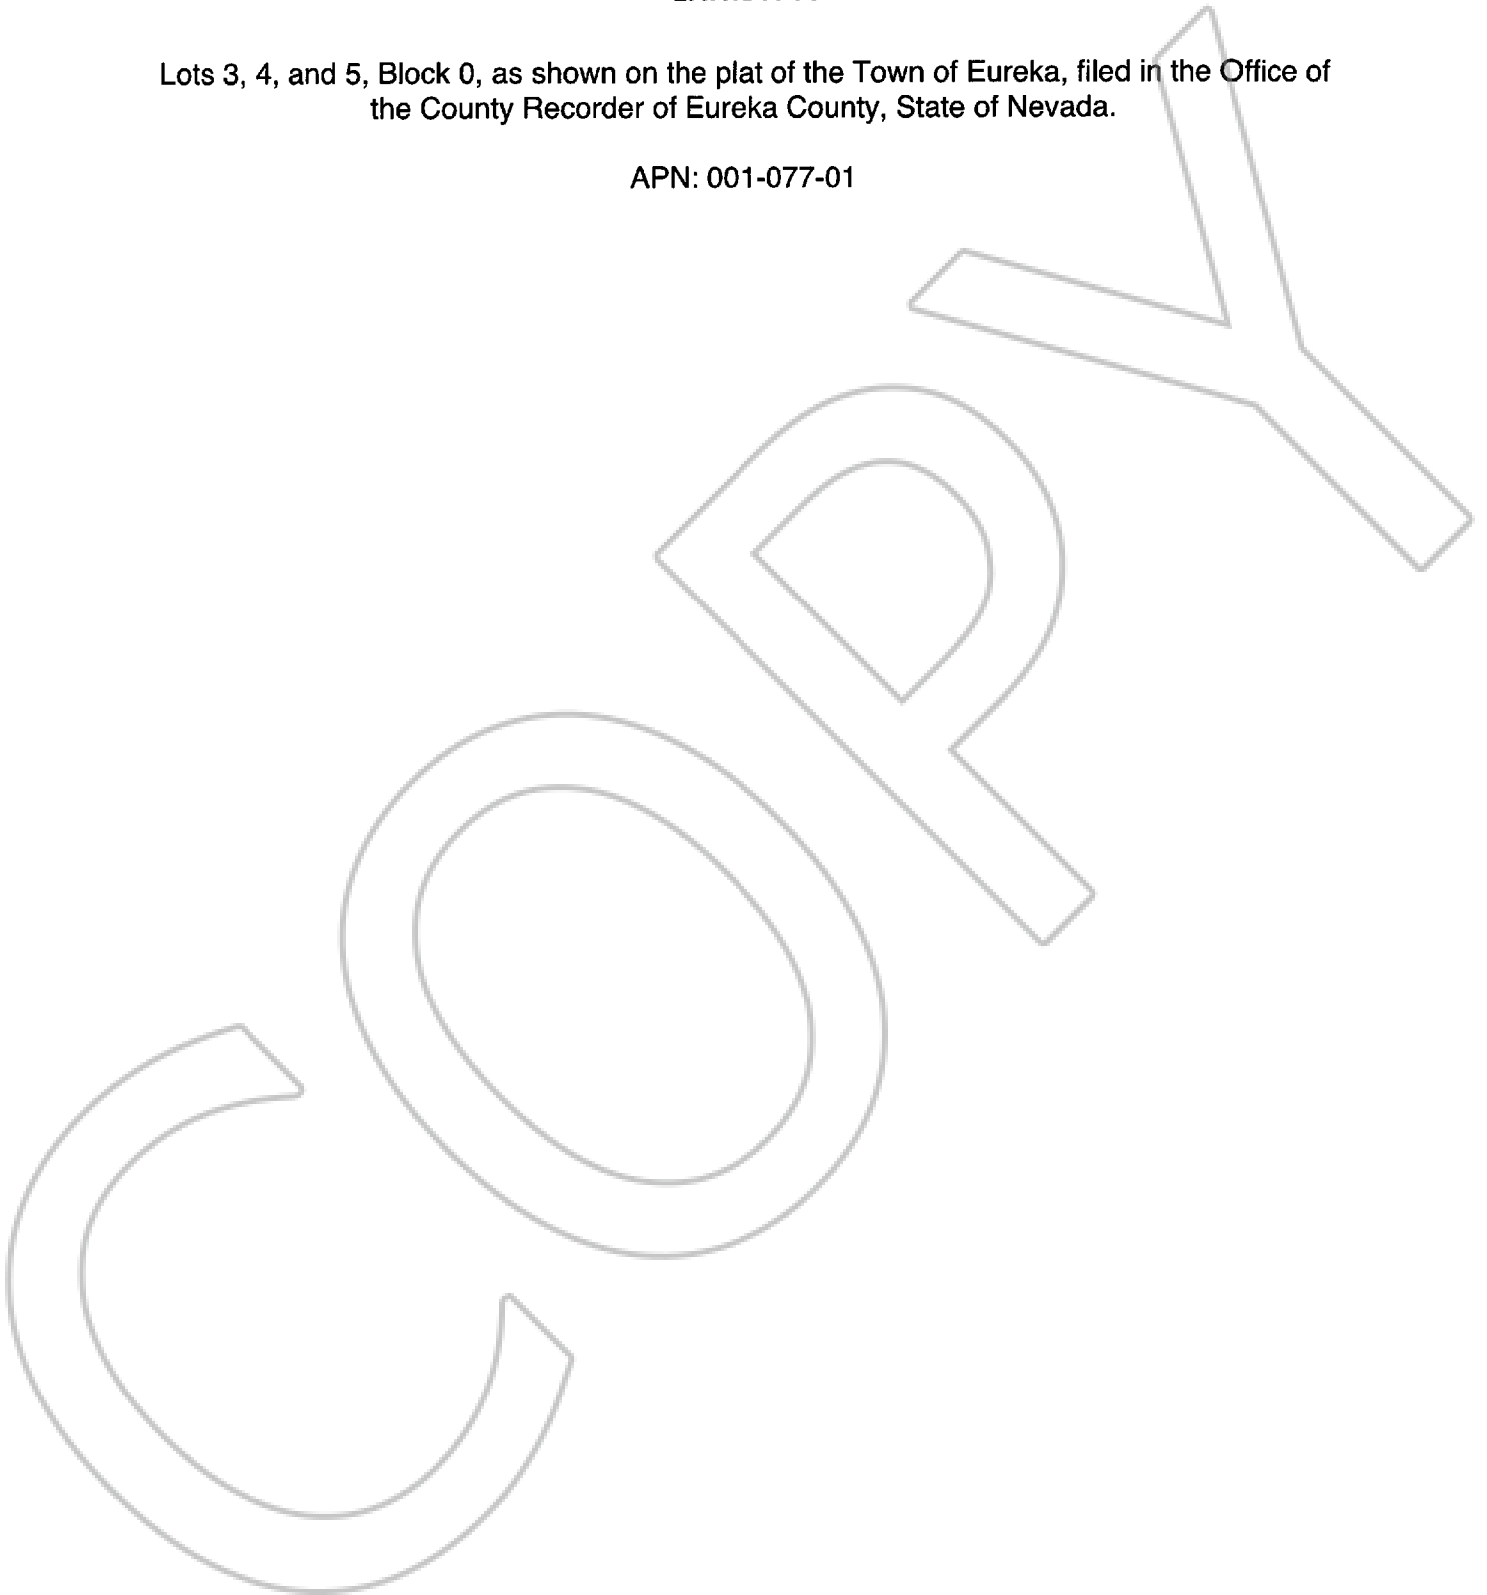 Lots 3, 4, and 5, Block 0, as shown on the plat of the Town of Eureka, filed in the Office of
the County Recorder of Eureka County, State of Nevada.
APN: 001-077-01
COPY